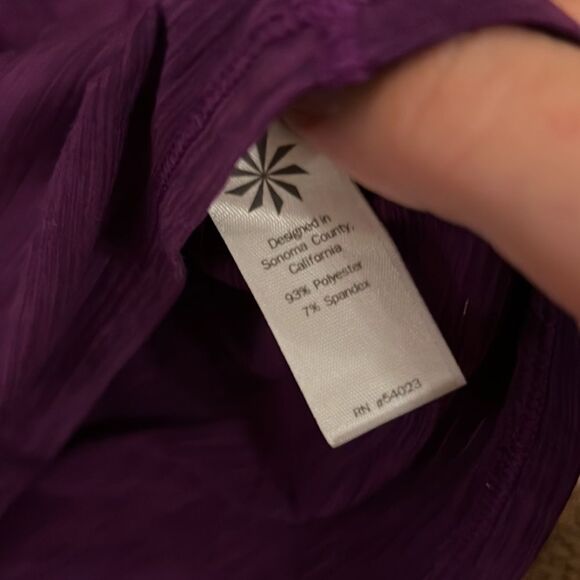 Designed in
Sonoma County,
California
93% Polyester
7% Spandex
RN #54023